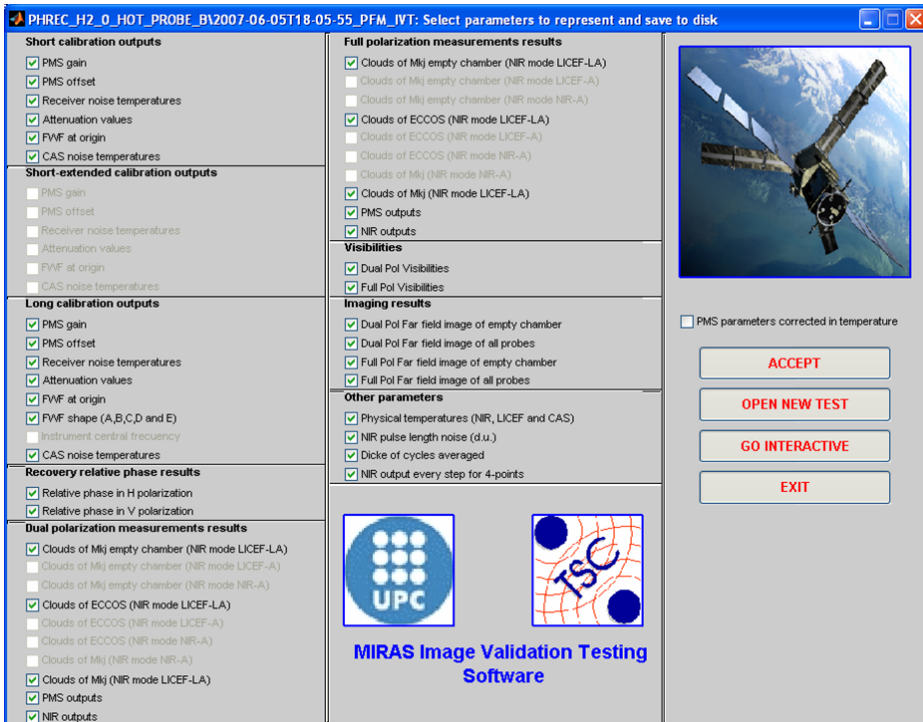 PHREC_H2_0_HOT_PROBE_B\2007-06-05T18-05-55_PFM_IVT: Select parameters to represent and save to disk
Short calibration outputs
PMS gain
PMS offset
Receiver noise temperatures
Attenuation values
FWF at origin
CAS noise temperatures
Short-extended calibration outputs
PMS gain
PMS offset
Receiver noise temperatures
Attenuation values
FWF at origin
CAS noise temperatures
Long calibration outputs
PMS gain
PMS offset
Receiver noise temperatures
Attenuation values
FWF at origin
FWF shape (A,B,C,D and E)
Instrument central frecuency
CAS noise temperatures
Recovery relative phase results
Relative phase in H polarization
Relative phase in V polarization
Dual polarization measurements results
Clouds of Mkj empty chamber (NIR mode LICEF-LA)
Clouds of Mkj empty chamber (NIR mode LICEF-A)
Clouds of Mkj empty chamber (NIR mode NIR-A)
Clouds of ECCOS (NIR mode LICEF-LA)
Clouds of ECCOS (NIR mode LICEF-A)
Clouds of ECCOS (NIR mode NIR-A)
Clouds of Mkj (NIR mode NIR-A)
Clouds of Mkj (NIR mode LICEF-LA)
PMS outputs
NIR outputs
Full polarization measurements results
Clouds of Mkj empty chamber (NIR mode LICEF-LA)
Clouds of Mkj empty chamber (NIR mode LICEF-A)
Clouds of Mkj empty chamber (NIR mode NIR-A)
Clouds of ECCOS (NIR mode LICEF-LA)
Clouds of ECCOS (NIR mode LICEF-A)
Clouds of ECCOS (NIR mode NIR-A)
Clouds of Mkj (NIR mode NIR-A)
Clouds of Mkj (NIR mode LICEF-LA)
PMS outputs
NIR outputs
Visibilities
Dual Pol Visibilities
Full Pol Visibilities
Imaging results
Dual Pol Far field image of empty chamber
Dual Pol Far field image of all probes
Full Pol Far field image of empty chamber
Full Pol Far field image of all probes
Other parameters
Physical temperatures (NIR, LICEF and CAS)
NIR pulse length noise (d.u.)
Dicke of cycles averaged
NIR output every step for 4-points
UPC
TSC
MIRAS Image Validation Testing
Software
PMS parameters corrected in temperature
ACCEPT
OPEN NEW TEST
GO INTERACTIVE
EXIT